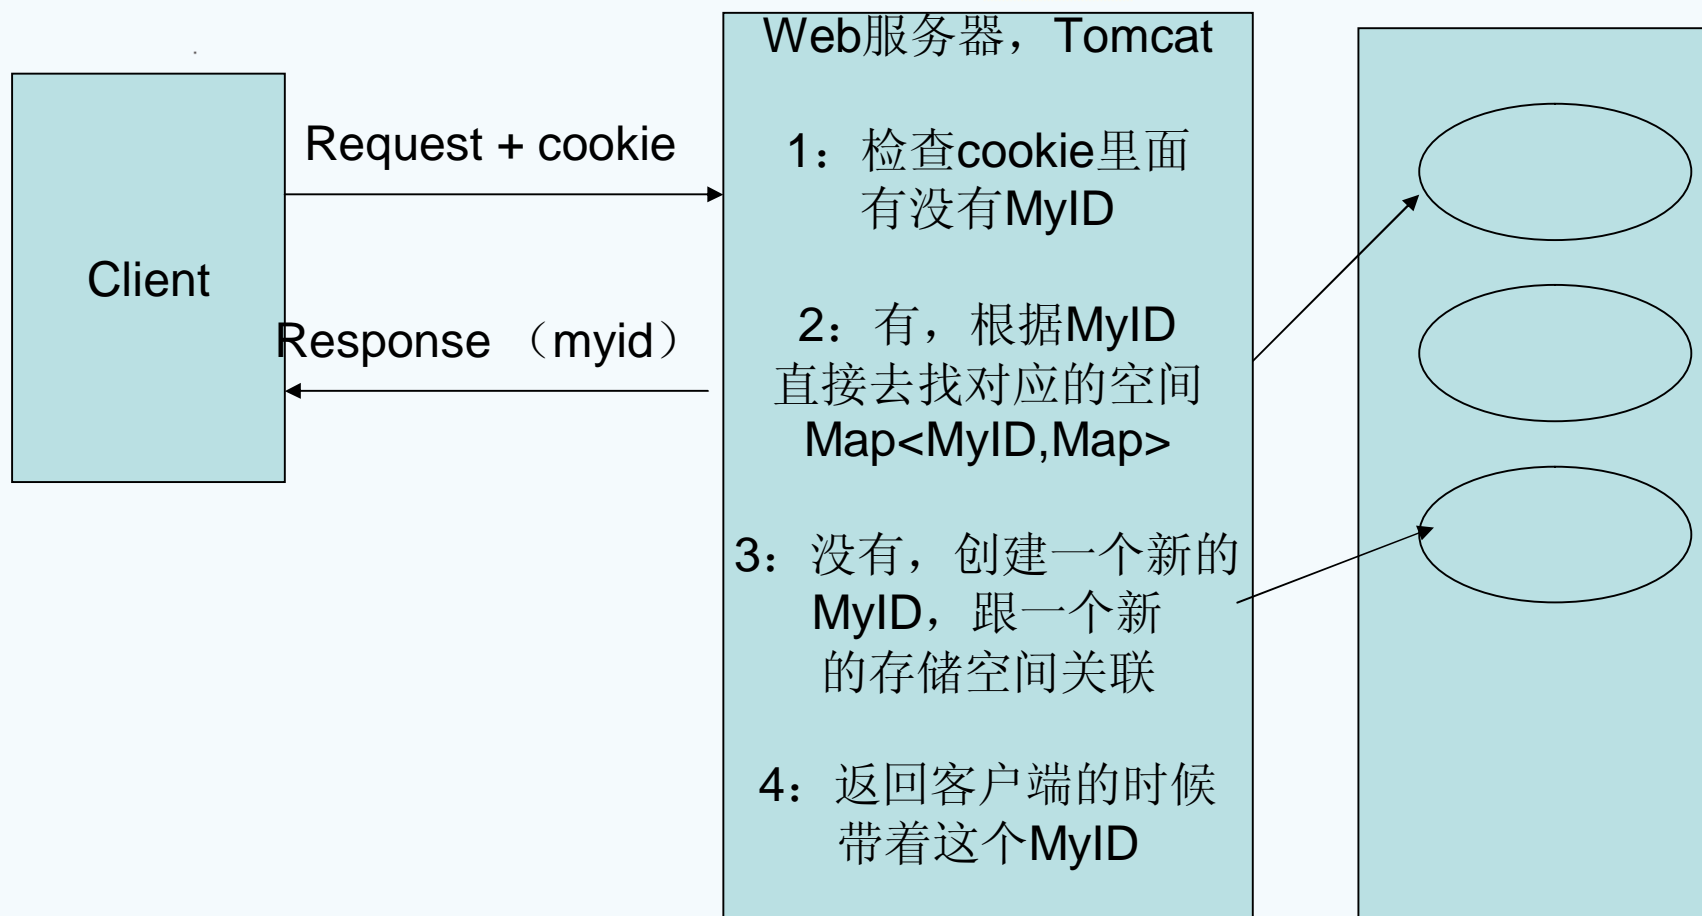 Web服务器，Tomcat
Request + cookie
1：检查cookie里面
有没有MyID
Client
Response （myid）
2：有，根据MyID
直接去找对应的空间
Map<MyID,Map>
3：没有，创建一个新的
MyID，跟一个新
的存储空间关联
4：返回客户端的时候
带着这个MyID